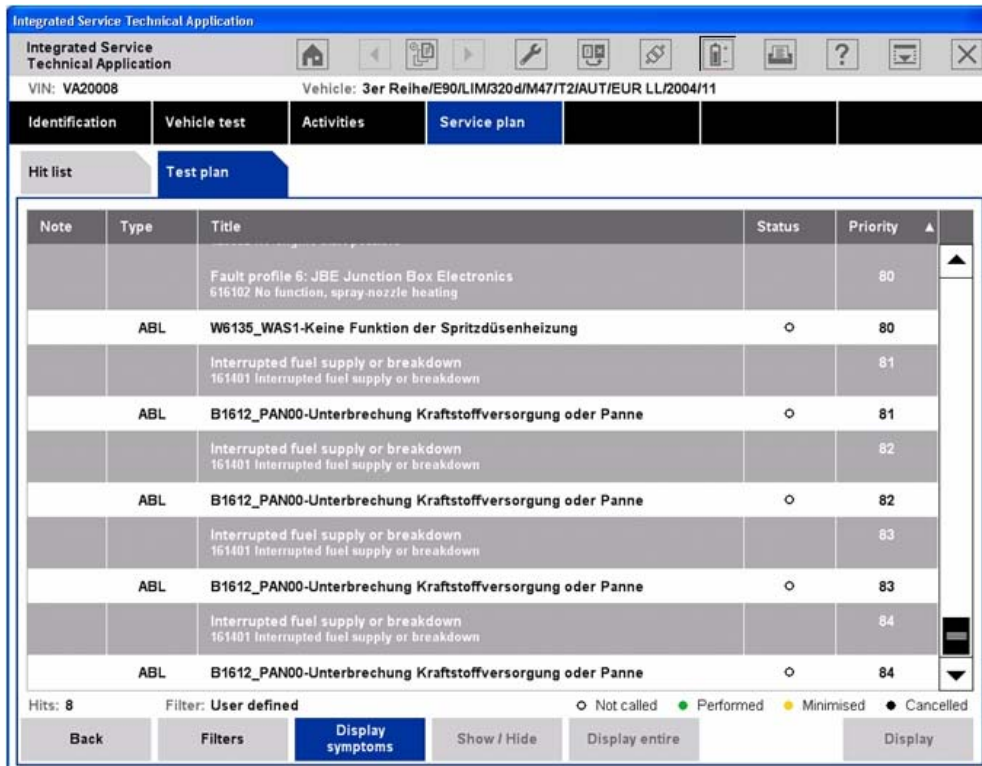 Integrated Service Technical Application
Integrated Service
Technical Application
VIN: VA20008 Vehicle: 3er Reihe/E90/LIM/320d/M47/T2/AUT/EUR LL/2004/11
Identification Vehicle test Activities Service plan
Hit list Test plan
Note Type Title Status Priority
Fault profile 6: JBE Junction Box Electronics 80
616102 No function, spray-nozzle heating
ABL W6135_WAS1-Keine Funktion der Spritzdüsenheizung 80
Interrupted fuel supply or breakdown 81
161401 Interrupted fuel supply or breakdown
ABL B1612_PAN00-Unterbrechung Kraftstoffversorgung oder Panne 81
Interrupted fuel supply or breakdown 82
161401 Interrupted fuel supply or breakdown
ABL B1612_PAN00-Unterbrechung Kraftstoffversorgung oder Panne 82
Interrupted fuel supply or breakdown 83
161401 Interrupted fuel supply or breakdown
ABL B1612_PAN00-Unterbrechung Kraftstoffversorgung oder Panne 83
Interrupted fuel supply or breakdown 84
161401 Interrupted fuel supply or breakdown
ABL B1612_PAN00-Unterbrechung Kraftstoffversorgung oder Panne 84
Hits: 8 Filter: User defined Not called Performed Minimised Cancelled
Back Filters Display symptoms Show / Hide Display entire Display